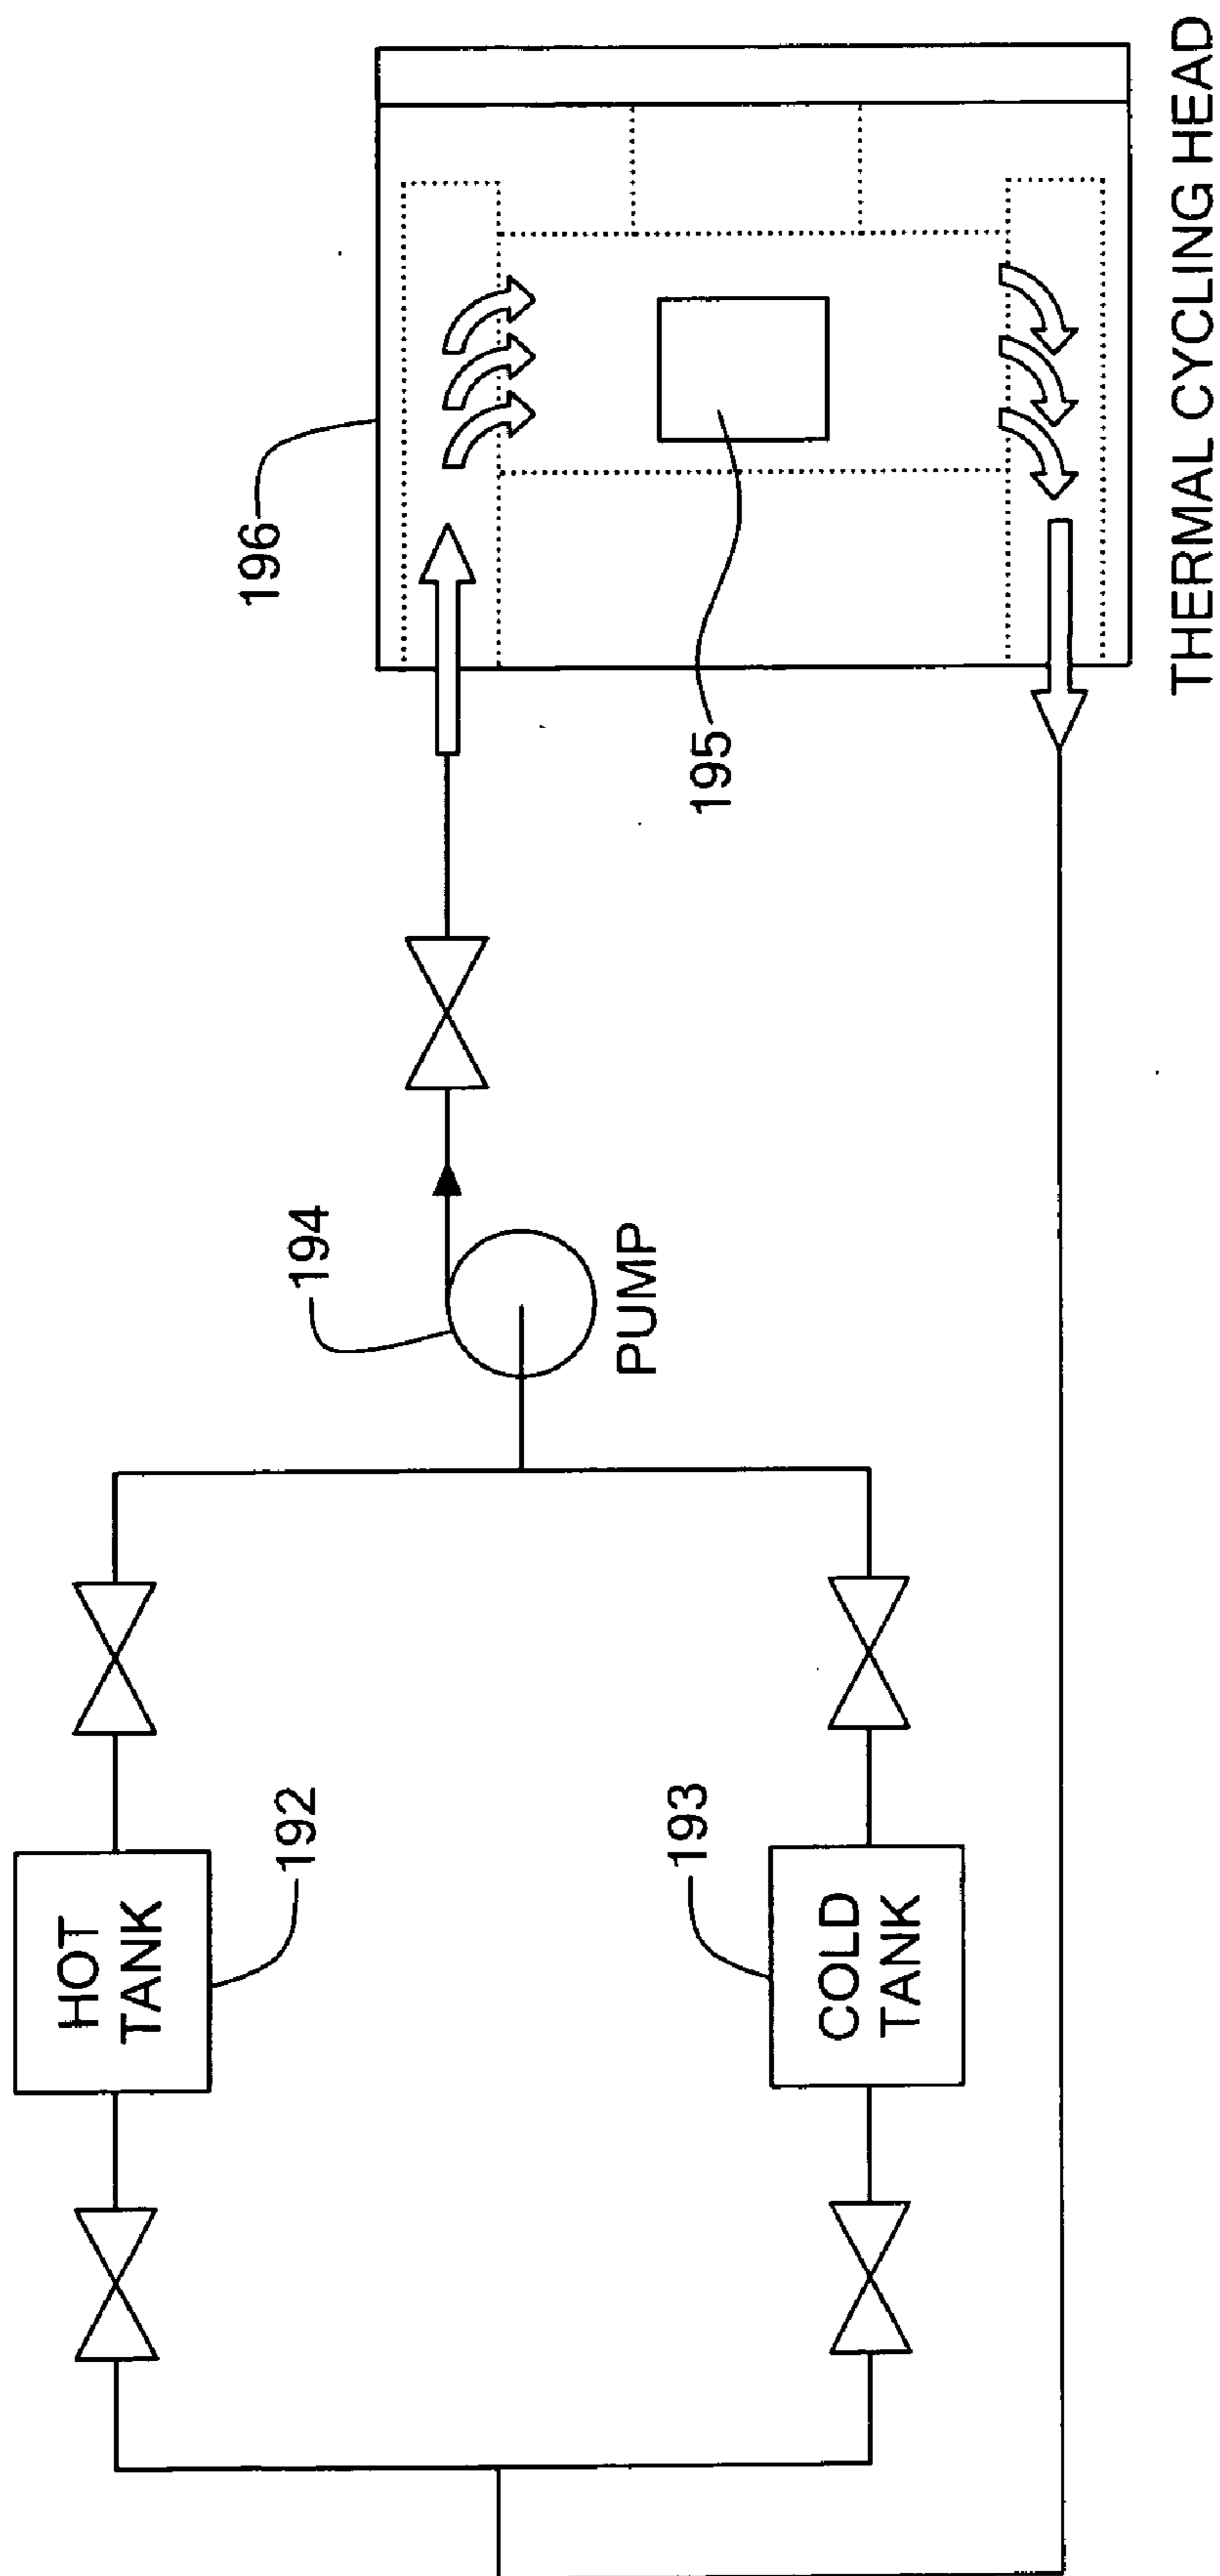 HOT
TANK
192
COLD
TANK
193
194
PUMP
196
195
THERMAL CYCLING HEAD